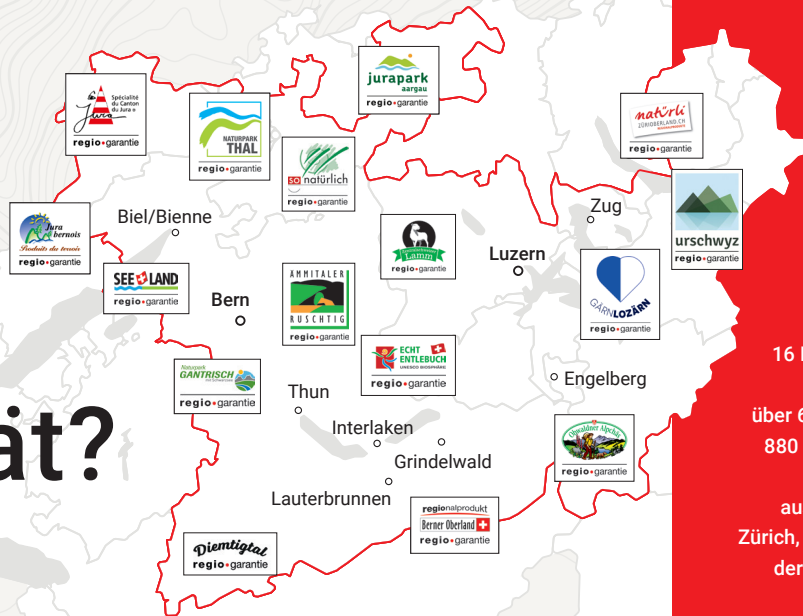 jurapark
aargau
regio•garantie
Spécialité
du Canton
du Jura
Jura
regio•garantie
NATURPARK
THAL
regio•garantie
natürli
ZÜRIOBERLAND.CH
regio•garantie
so natürlich
regio•garantie
urschwyz
regio•garantie
Jura
bernois
Produits du terroir
regio•garantie
Biel/Bienne
Zug
Lamm
regio•garantie
Luzern
SEELAND
regio•garantie
Bern
AMMITALER
RUSCHTIG
regio•garantie
GÄRNLOZÄRN
regio•garantie
ECHT
ENTLEBUCH
UNESCO BIOSPHÄRE
regio•garantie
16
Naturpark
GANTRISCH
regio•garantie
Engelberg
Thun
ät?
über 6
Interlaken
880
Obwaldner Alpchäs
regio•garantie
Grindelwald
Lauterbrunnen
au
regionalprodukt
Berner Oberland
regio•garantie
Zürich,
Diemtigtal
regio•garantie
der